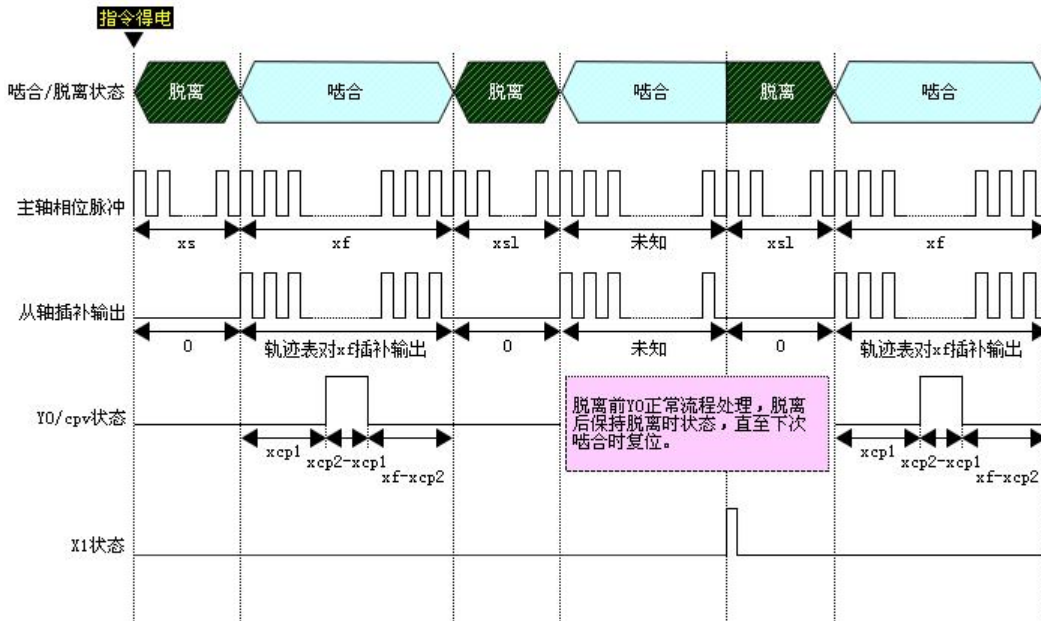 指令得电
啮合/脱离状态
脱离
啮合
脱离
啮合
脱离
啮合
主轴相位脉冲
xs
xf
xsl
未知
xsl
xf
从轴插补输出
0
轨迹表对xf插补输出
0
未知
0
轨迹表对xf插补输出
Y0/cpv状态
xcp1
xcp2-xcp1
xf-xcp2
脱离前Y0正常流程处理，脱离
后保持脱离时状态，直至下次
啮合时复位。
xcp1
xcp2-xcp1
xf-xcp2
X1状态